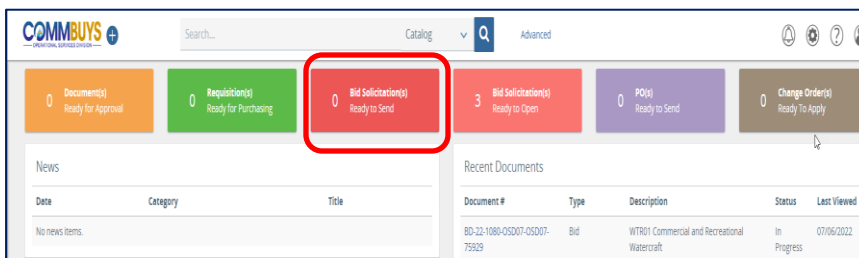 COMMBUYS
OPERATIONAL SERVICES DIVISION
Search...
Catalog
Advanced
0 Document(s)
Ready for Approval
0 Requisition(s)
Ready for Purchasing
0 Bid Solicitation(s)
Ready to Send
3 Bid Solicitation(s)
Ready to Open
0 PO(s)
Ready to Send
0 Change Order(s)
Ready To Apply
News
Date Category Title
No news items.
Recent Documents
Document # Type Description Status Last Viewed
BD-22-1080-OSD07-OSD07- Bid WTR01 Commercial and Recreational In 07/06/2022
75929 Watercraft Progress